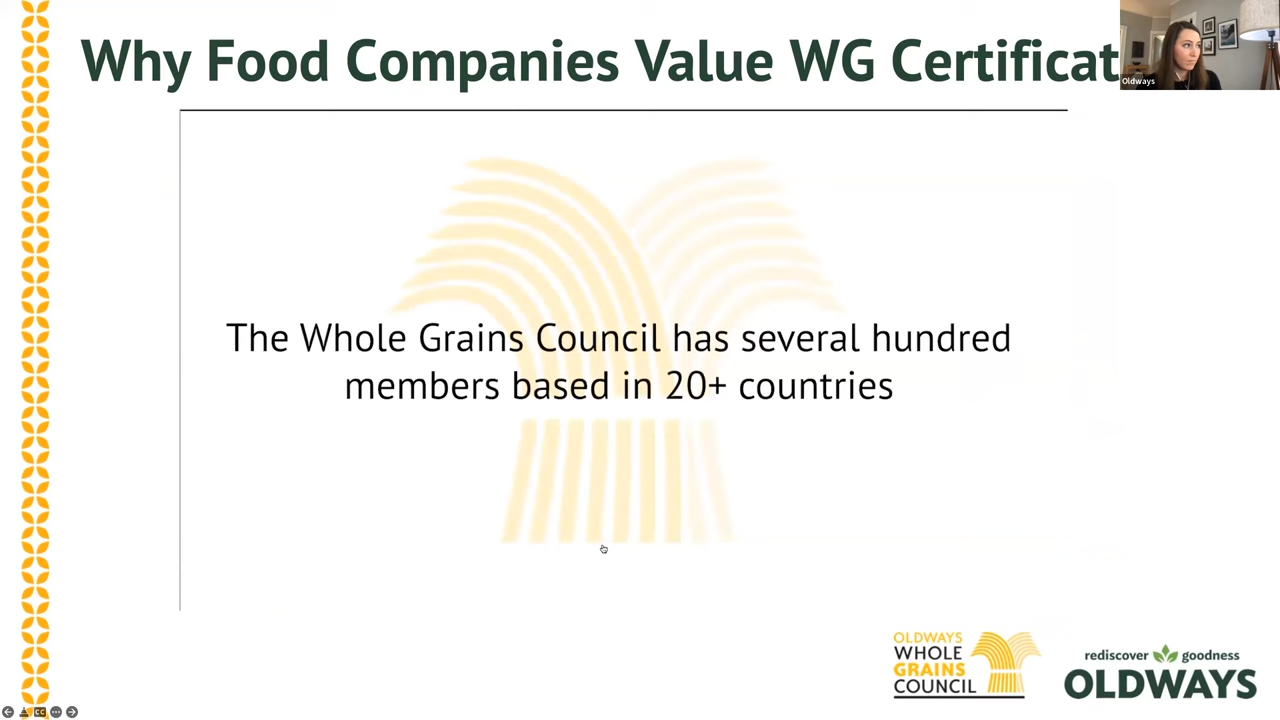 Why Food Companies Value WG Certificat
Oldways
The Whole Grains Council has several hundred
members based in 20+ countries
OLDWAYS
WHOLE
GRAINS
COUNCIL
rediscover goodness
OLDWAYS
CC